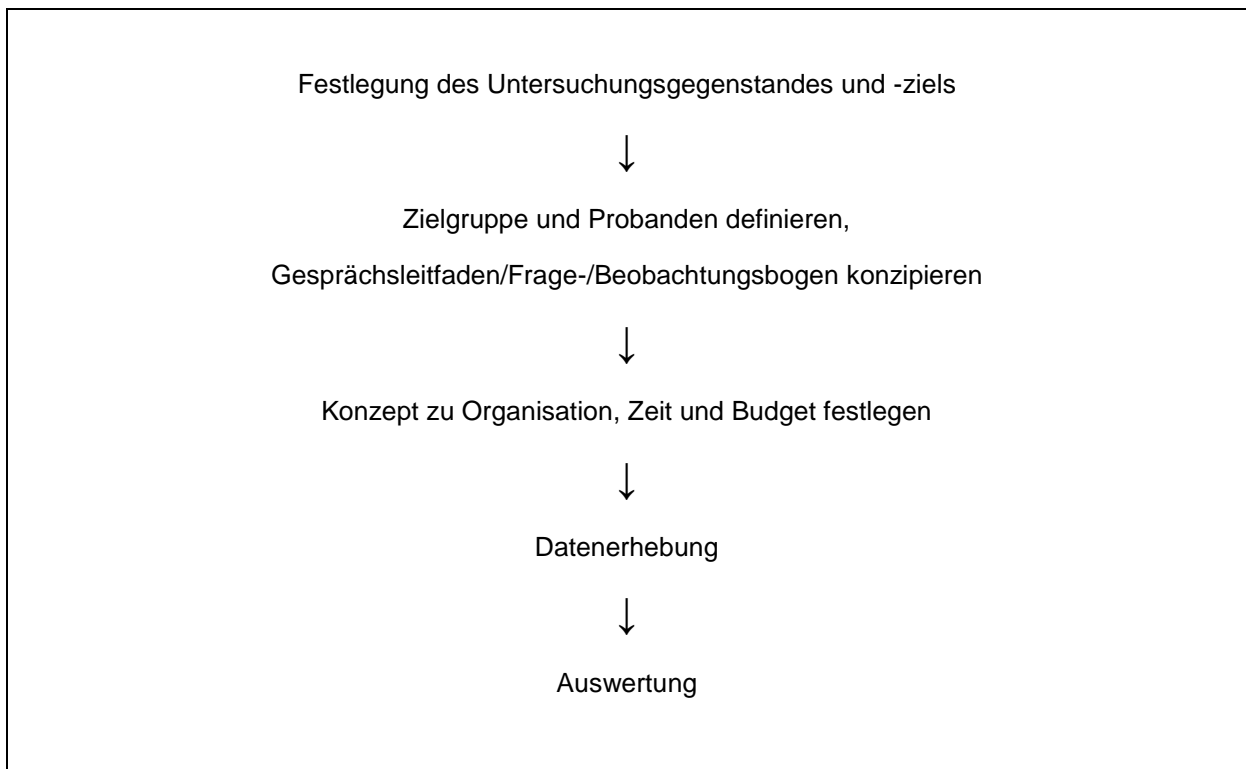 Festlegung des Untersuchungsgegenstandes und -ziels
↓
Zielgruppe und Probanden definieren,
Gesprächsleitfaden/Frage-/Beobachtungsbogen konzipieren
↓
Konzept zu Organisation, Zeit und Budget festlegen
↓
Datenerhebung
↓
Auswertung